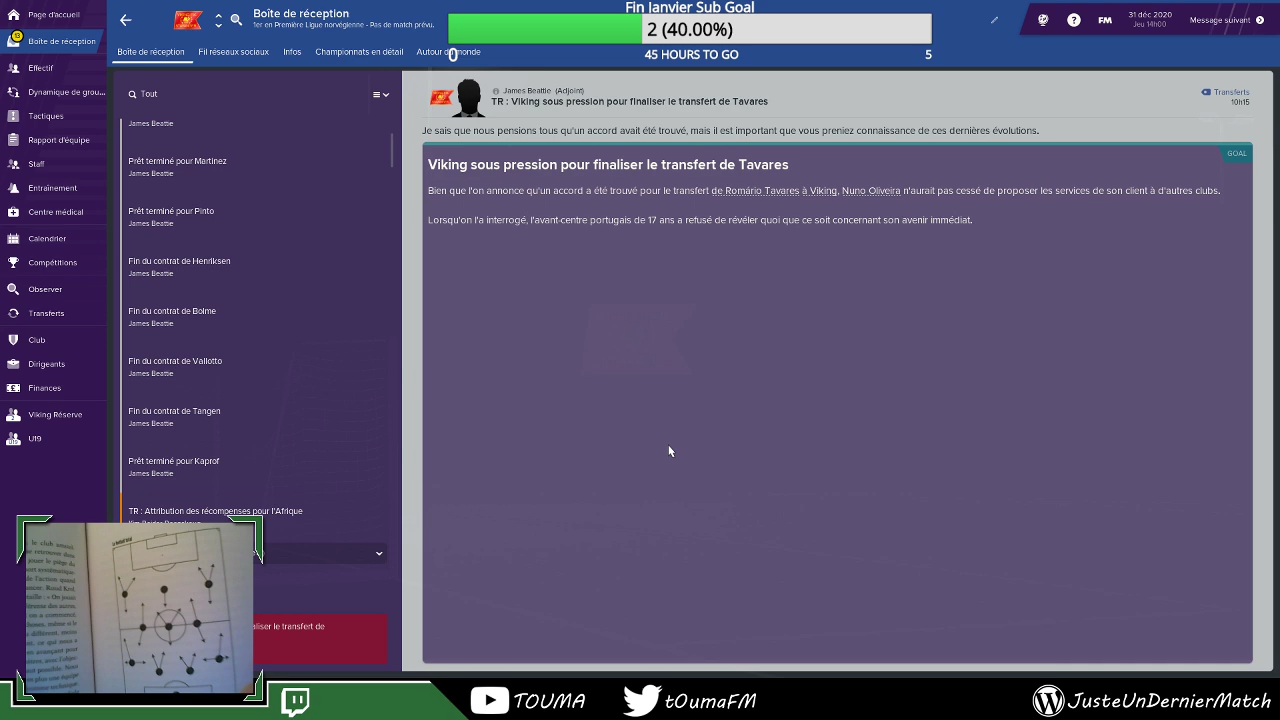 Page d'accueil
13
Boîte de réception
Effectif
Dynamique de grou...
Tactiques
Rapport d'équipe
Staff
Entraînement
Centre médical
Calendrier
Compétitions
Observer
Transferts
Club
Dirigeants
Finances
Viking Réserve
U19
Boîte de réception
1er en Première Ligue norvégienne - Pas de match prévu.
Fin Janvier Sub Goal
2 (40.00%)
0
45 HOURS TO GO
5
FM
31 déc 2020
Jeu 14h00
Message suivant
Boîte de réception
Fil réseaux sociaux
Infos
Championnats en détail
Autour du monde
Tout
James Beattie
Prêt terminé pour Martinez
James Beattie
Prêt terminé pour Pinto
James Beattie
Fin du contrat de Henriksen
James Beattie
Fin du contrat de Bolme
James Beattie
Fin du contrat de Vallotto
James Beattie
Fin du contrat de Tangen
James Beattie
Prêt terminé pour Kaprof
James Beattie
TR : Attribution des récompenses pour l'Afrique
aliser le transfert de
James Beattie (Adjoint)
TR : Viking sous pression pour finaliser le transfert de Tavares
Transferts
10h15
Je sais que nous pensions tous qu'un accord avait été trouvé, mais il est important que vous preniez connaissance de ces dernières évolutions.
GOAL
Viking sous pression pour finaliser le transfert de Tavares
Bien que l'on annonce qu'un accord a été trouvé pour le transfert de Romário Tavares à Viking, Nuno Oliveira n'aurait pas cessé de proposer les services de son client à d'autres clubs.
Lorsqu'on l'a interrogé, l'avant-centre portugais de 17 ans a refusé de révéler quoi que ce soit concernant son avenir immédiat.
TOUMA
tOumaFM
JusteUnDernierMatch